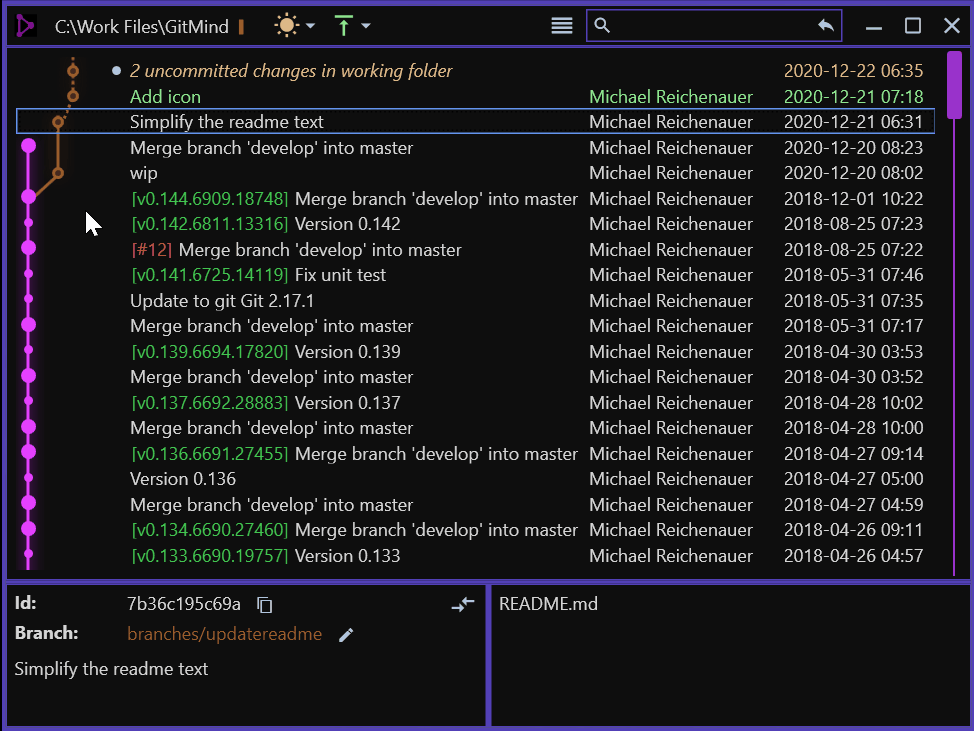 C:\Work Files\GitMind
2 uncommitted changes in working folder 2020-12-22 06:35
Add icon Michael Reichenauer 2020-12-21 07:18
Simplify the readme text Michael Reichenauer 2020-12-21 06:31
Merge branch 'develop' into master Michael Reichenauer 2020-12-20 08:23
wip Michael Reichenauer 2020-12-20 08:02
[v0.144.6909.18748] Merge branch 'develop' into master Michael Reichenauer 2018-12-01 10:22
[v0.142.6811.13316] Version 0.142 Michael Reichenauer 2018-08-25 07:23
[#12] Merge branch 'develop' into master Michael Reichenauer 2018-08-25 07:22
[v0.141.6725.14119] Fix unit test Michael Reichenauer 2018-05-31 07:46
Update to git Git 2.17.1 Michael Reichenauer 2018-05-31 07:35
Merge branch 'develop' into master Michael Reichenauer 2018-05-31 07:17
[v0.139.6694.17820] Version 0.139 Michael Reichenauer 2018-04-30 03:53
Merge branch 'develop' into master Michael Reichenauer 2018-04-30 03:52
[v0.137.6692.28883] Version 0.137 Michael Reichenauer 2018-04-28 10:02
Merge branch 'develop' into master Michael Reichenauer 2018-04-28 10:00
[v0.136.6691.27455] Merge branch 'develop' into master Michael Reichenauer 2018-04-27 09:14
Version 0.136 Michael Reichenauer 2018-04-27 05:00
Merge branch 'develop' into master Michael Reichenauer 2018-04-27 04:59
[v0.134.6690.27460] Merge branch 'develop' into master Michael Reichenauer 2018-04-26 09:11
[v0.133.6690.19757] Version 0.133 Michael Reichenauer 2018-04-26 04:57
Id: 7b36c195c69a
Branch: branches/updatereadme
Simplify the readme text
README.md